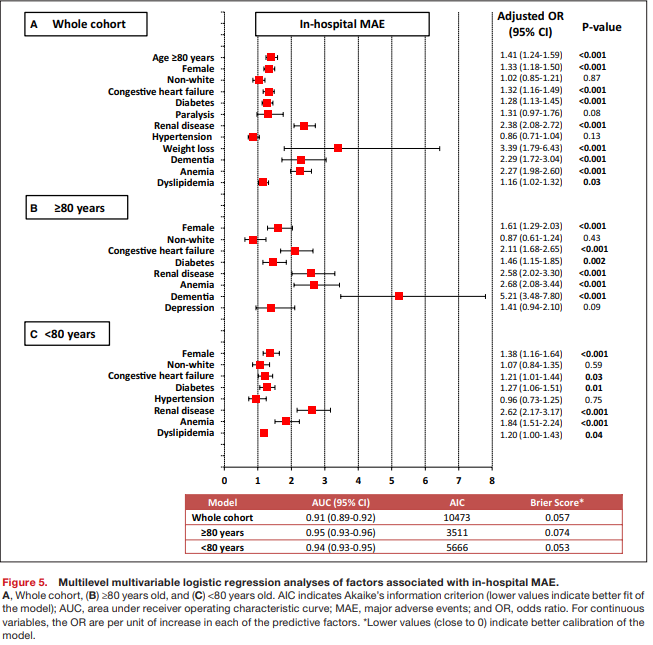 A Whole cohort
In-hospital MAE
Adjusted OR
(95% CI)
P-value
Age ≥80 years 1.41 (1.24-1.59) <0.001
Female 1.33 (1.18-1.50) <0.001
Non-white 1.02 (0.85-1.21) 0.87
Congestive heart failure 1.32 (1.16-1.49) <0.001
Diabetes 1.28 (1.13-1.45) <0.001
Paralysis 1.31 (0.97-1.76) 0.08
Renal disease 2.38 (2.08-2.72) <0.001
Hypertension 0.86 (0.71-1.04) 0.13
Weight loss 3.39 (1.79-6.43) <0.001
Dementia 2.29 (1.72-3.04) <0.001
Anemia 2.27 (1.98-2.60) <0.001
Dyslipidemia 1.16 (1.02-1.32) 0.03
B ≥80 years
Female 1.61 (1.29-2.03) <0.001
Non-white 0.87 (0.61-1.24) 0.43
Congestive heart failure 2.11 (1.68-2.65) <0.001
Diabetes 1.46 (1.15-1.85) 0.002
Renal disease 2.58 (2.02-3.30) <0.001
Anemia 2.68 (2.08-3.44) <0.001
Dementia 5.21 (3.48-7.80) <0.001
Depression 1.41 (0.94-2.10) 0.09
C <80 years
Female 1.38 (1.16-1.64) <0.001
Non-white 1.07 (0.84-1.35) 0.59
Congestive heart failure 1.21 (1.01-1.44) 0.03
Diabetes 1.27 (1.06-1.51) 0.01
Hypertension 0.96 (0.73-1.25) 0.75
Renal disease 2.62 (2.17-3.17) <0.001
Anemia 1.84 (1.51-2.24) <0.001
Dyslipidemia 1.20 (1.00-1.43) 0.04
0 1 2 3 4 5 6 7 8
Model AUC (95% CI) AIC Brier Score*
Whole cohort 0.91 (0.89-0.92) 10473 0.057
≥80 years 0.95 (0.93-0.96) 3511 0.074
<80 years 0.94 (0.93-0.95) 5666 0.053
Figure 5. Multilevel multivariable logistic regression analyses of factors associated with in-hospital MAE.
A, Whole cohort, (B) ≥80 years old, and (C) <80 years old. AIC indicates Akaike's information criterion (lower values indicate better fit of
the model); AUC, area under receiver operating characteristic curve; MAE, major adverse events; and OR, odds ratio. For continuous
variables, the OR are per unit of increase in each of the predictive factors. *Lower values (close to 0) indicate better calibration of the
model.